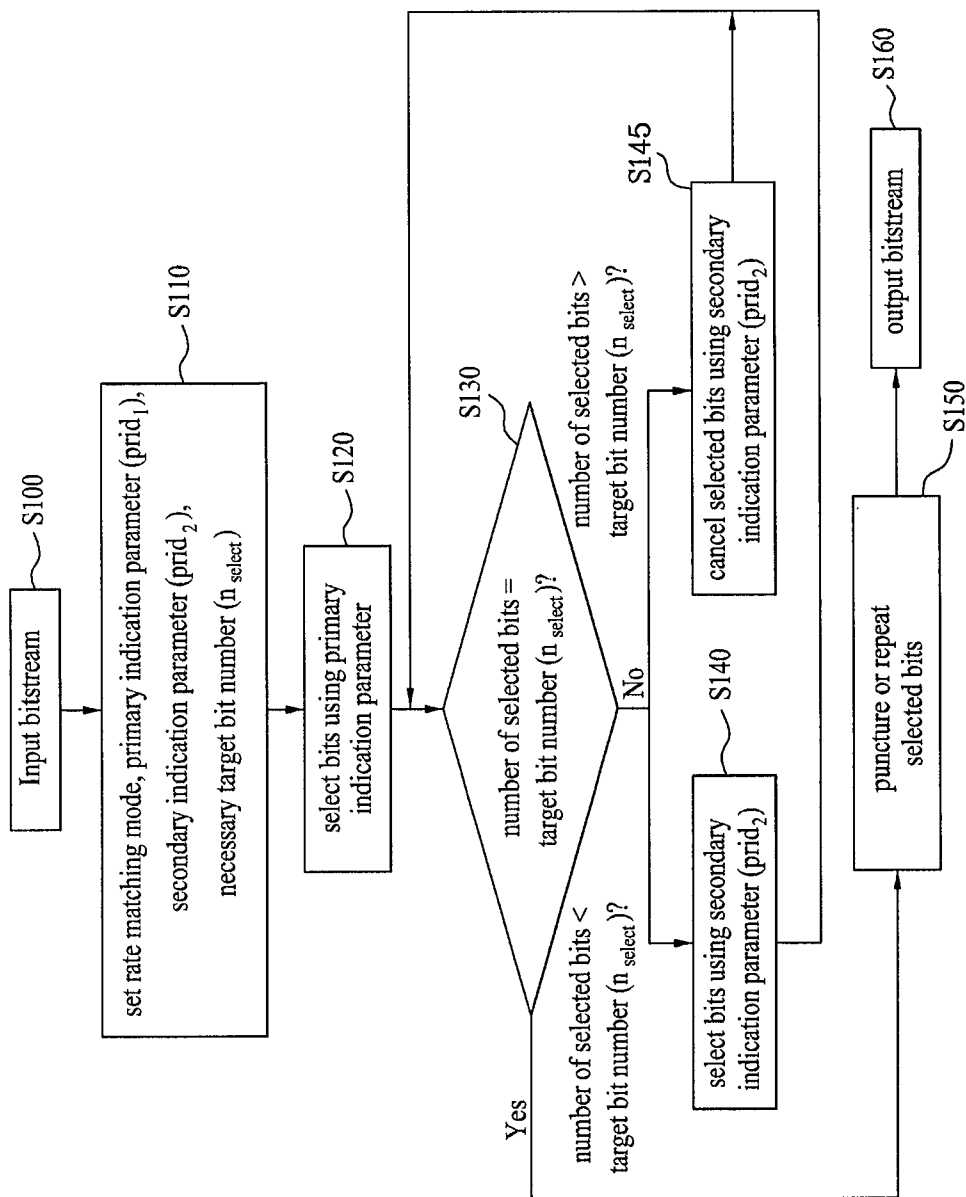 Input bitstream
S100
set rate matching mode, primary indication parameter (prid1),
secondary indication parameter (prid2),
necessary target bit number (n select)
S110
select bits using primary
indication parameter
S120
number of selected bits =
target bit number (n select)?
S130
Yes
No
number of selected bits <
target bit number (n select)?
number of selected bits >
target bit number (n select)?
select bits using secondary
indication parameter (prid2)
S140
cancel selected bits using secondary
indication parameter (prid2)
S145
puncture or repeat
selected bits
S150
output bitstream
S160